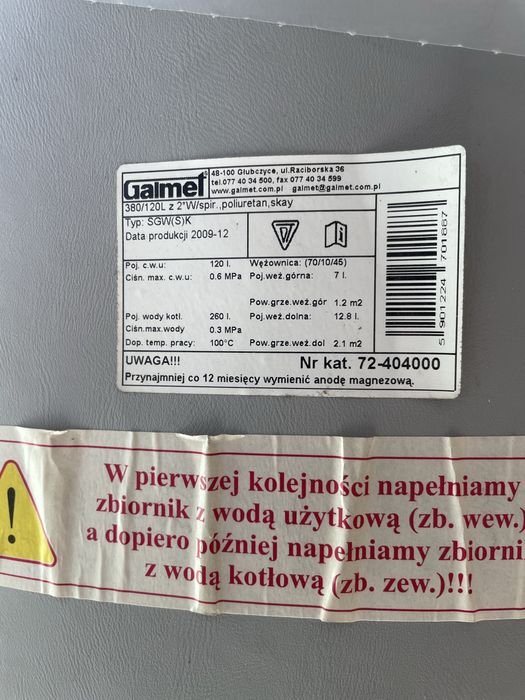 Galmet
48-100 Głubczyce, ul.Raciborska 36
tel.077 40 34 500, fax 077 40 34 599
www.galmet.com.pl galmet@galmet.com.pl
380/120L z 2*W/spir.,poliuretan,skay
Typ: SGW(S)K
Data produkcji 2009-12
Poj. c.w.u: 120 l. Wężownica: (70/10/45)
Ciśn. max. c.w.u: 0.6 MPa Poj.węż.górna: 7 l.
Pow.grze.węż.gór 1.2 m2
Poj. wody kotł. 260 l. Poj.węż.dolna: 12.8 l.
Ciśn.max.wody 0.3 MPa
Dop. temp. pracy: 100°C Pow.grze.węż.dol 2.1 m2
5 901224 701667
UWAGA!!! Nr kat. 72-404000
Przynajmniej co 12 miesięcy wymienić anodę magnezową.
W pierwszej kolejności napełniamy
zbiornik z wodą użytkową (zb. wew.)
a dopiero później napełniamy zbiorni
z wodą kotłową (zb. zew.)!!!